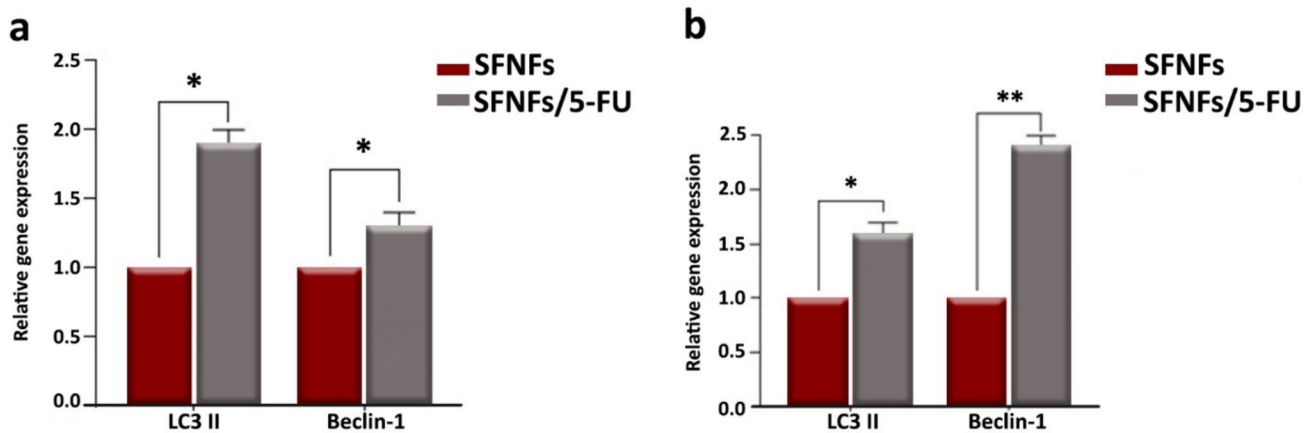 a
SFNFs
SFNFs/5-FU
Relative gene expression
2.5
2.0
1.5
1.0
0.5
0.0
*
*
LC3 II
Beclin-1
b
SFNFs
SFNFs/5-FU
Relative gene expression
2.5
2.0
1.5
1.0
0.5
0.0
*
**
LC3 II
Beclin-1